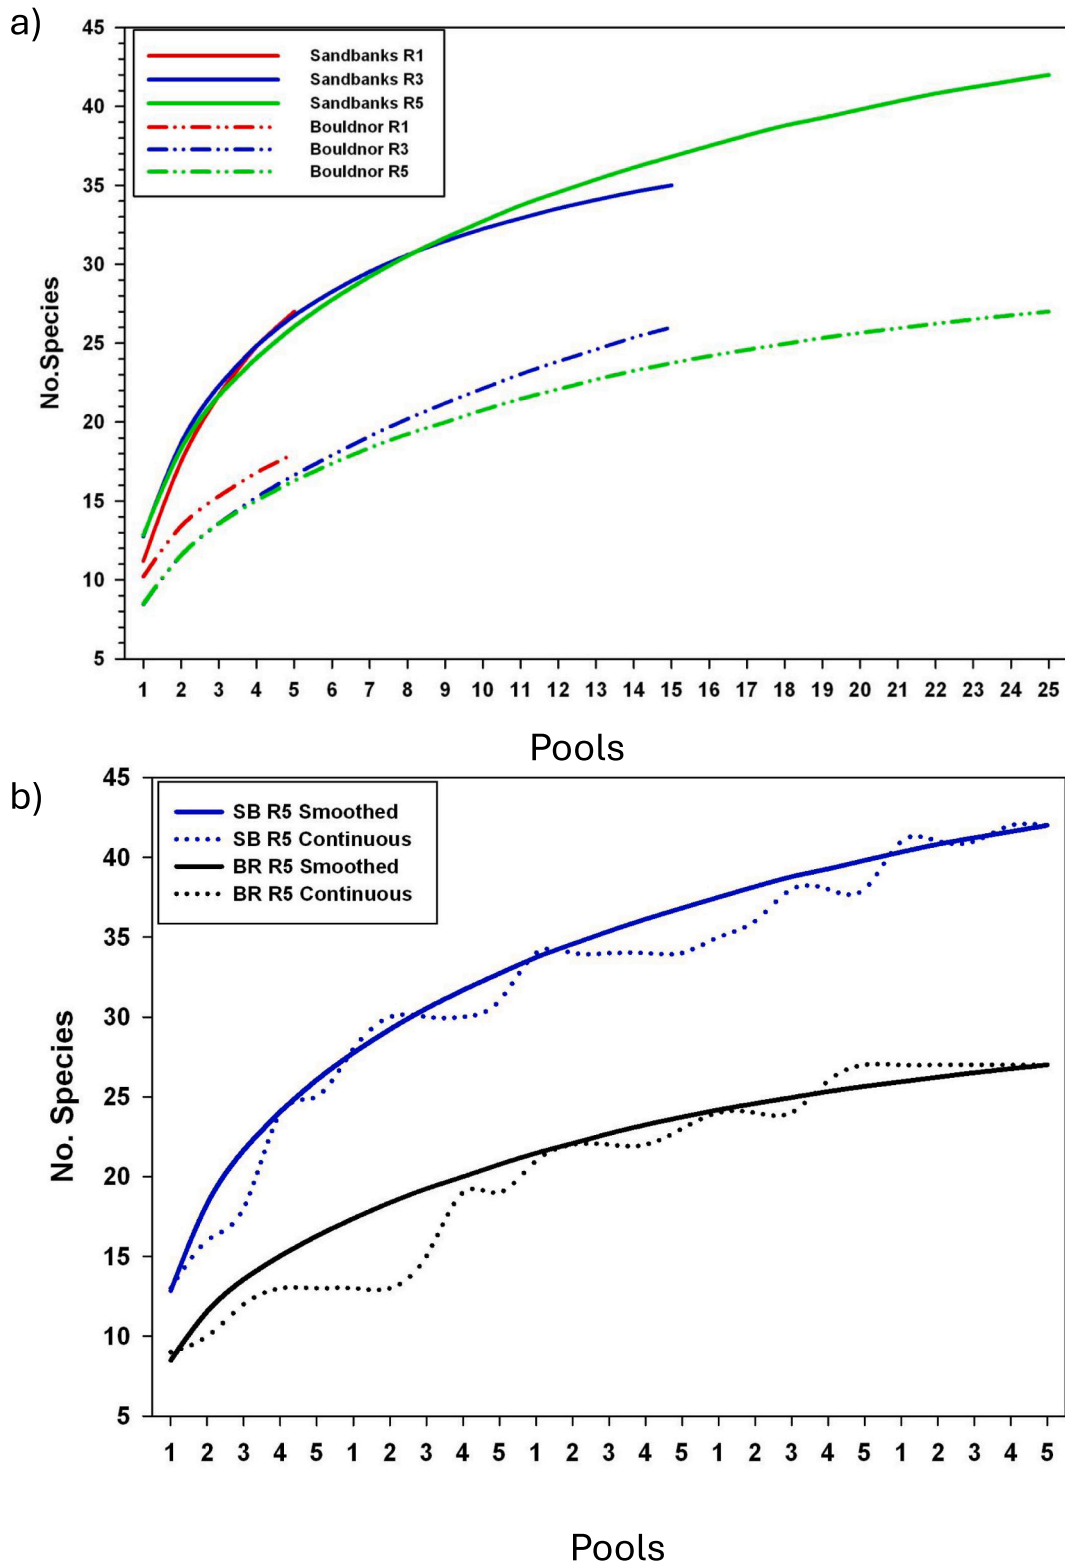 a)
45
40
35
30
25
20
15
10
5
No.Species
Sandbanks R1
Sandbanks R3
Sandbanks R5
Bouldnor R1
Bouldnor R3
Bouldnor R5
1 2 3 4 5 6 7 8 9 10 11 12 13 14 15 16 17 18 19 20 21 22 23 24 25
Pools
b)
45
40
35
30
25
20
15
10
5
No. Species
SB R5 Smoothed
SB R5 Continuous
BR R5 Smoothed
BR R5 Continuous
1 2 3 4 5 1 2 3 4 5 1 2 3 4 5 1 2 3 4 5 1 2 3 4 5
Pools